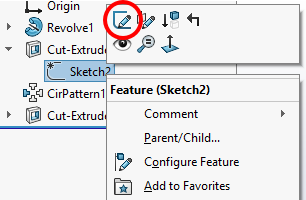 Origin
Revolve1
Cut-Extrude
Sketch2
CirPattern1
Cut-Extrude
Feature (Sketch2)
Comment
Parent/Child...
Configure Feature
Add to Favorites